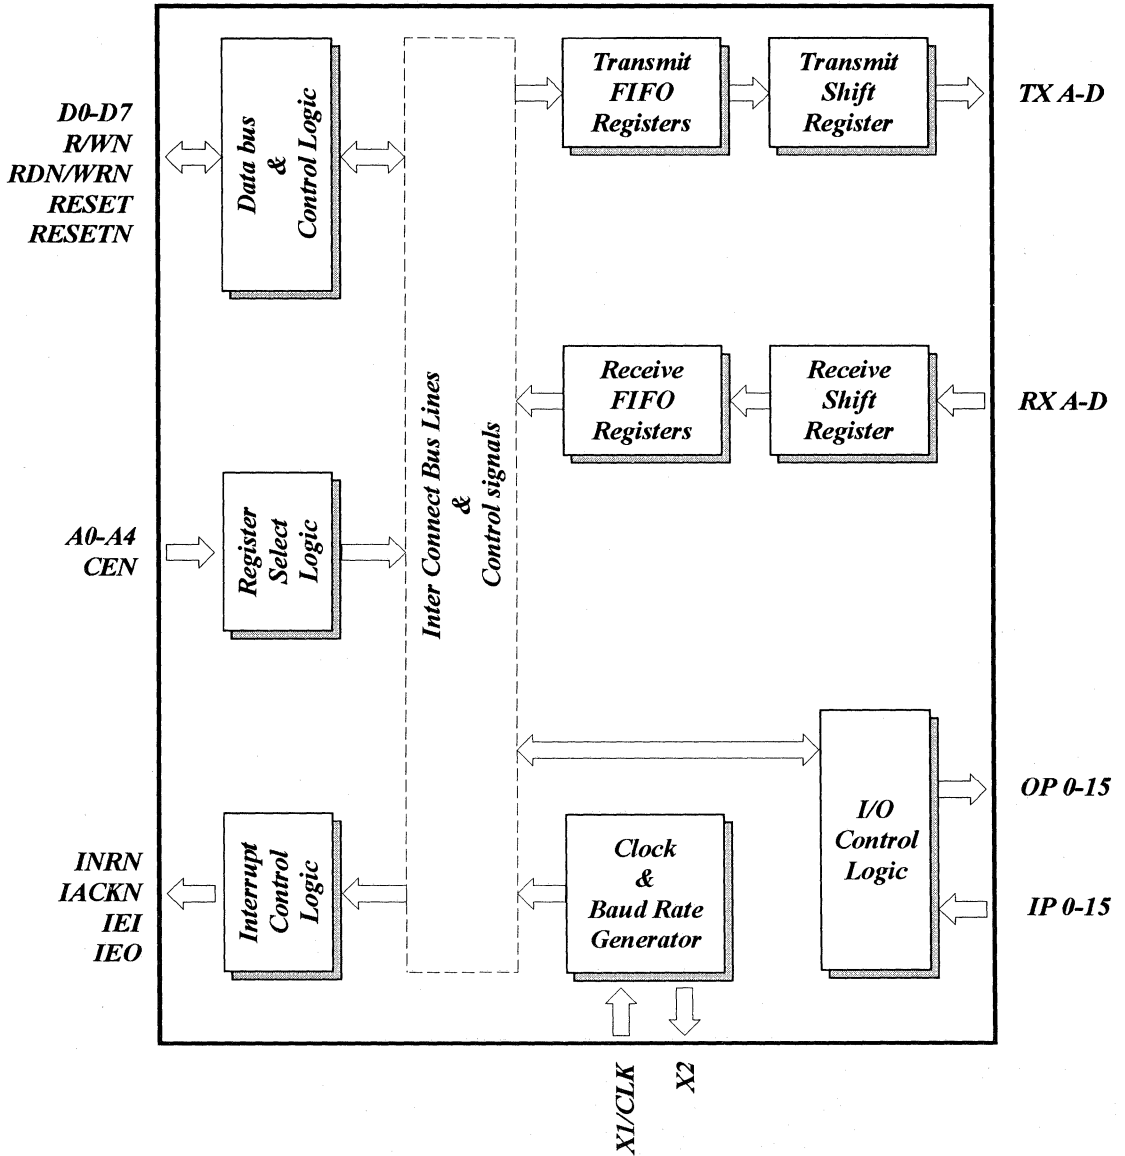 D0-D7
R/WN
RDN/WRN
RESET
RESETN
Data bus
&
Control Logic
Transmit
FIFO
Registers
Transmit
Shift
Register
TX A-D
Receive
FIFO
Registers
Receive
Shift
Register
RX A-D
Inter Connect Bus Lines
&
Control signals
A0-A4
CEN
Register
Select
Logic
INRN
IACKN
IEI
IEO
Interrupt
Control
Logic
Clock
&
Baud Rate
Generator
I/O
Control
Logic
OP 0-15
IP 0-15
X1/CLK
X2